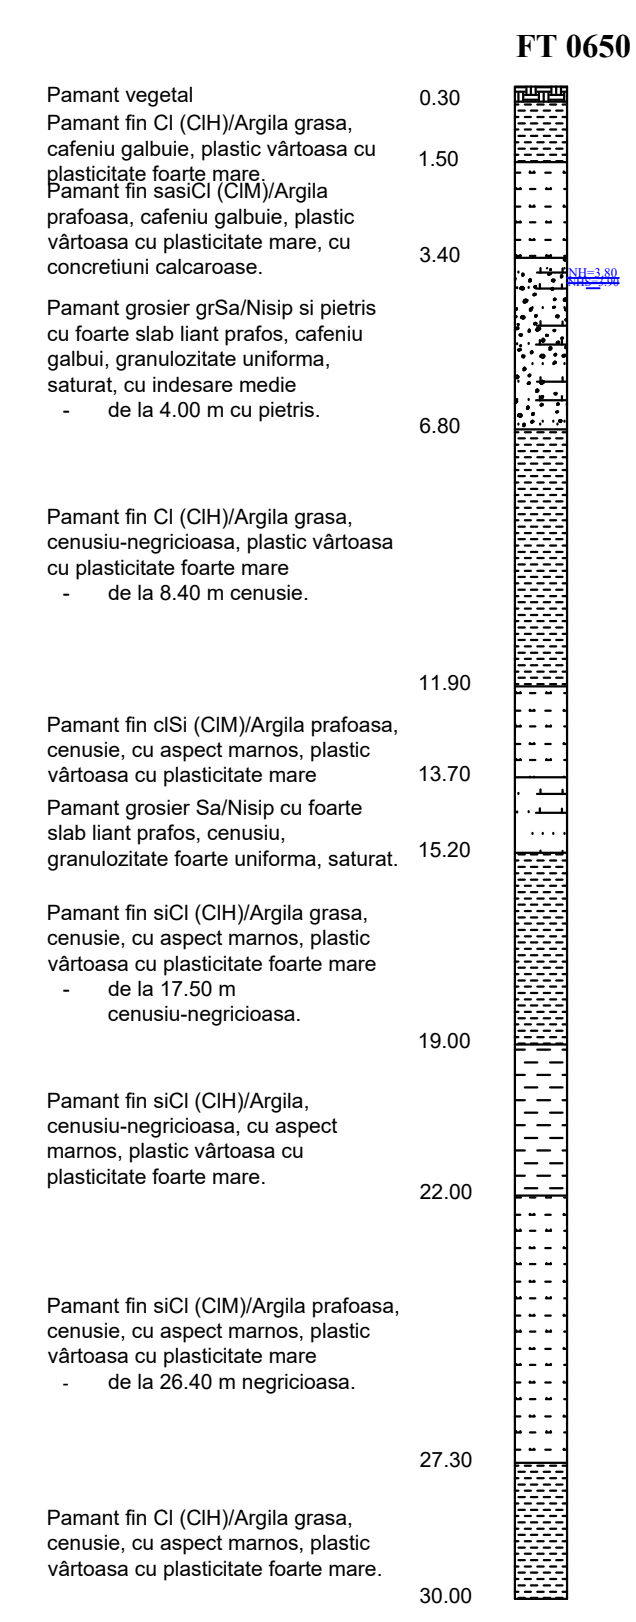 FT 0650
Pamant vegetal
0.30
Pamant fin Cl (ClH)/Argila grasa,
cafeniu galbuie, plastic vârtoasa cu
plasticitate foarte mare.
1.50
Pamant fin sasiCl (ClM)/Argila
prafoasa, cafeniu galbuie, plastic
vârtoasa cu plasticitate mare, cu
concretiuni calcaroase.
3.40
NH=3.80
NHS=3.90
Pamant grosier grSa/Nisip si pietris
cu foarte slab liant prafos, cafeniu
galbui, granulozitate uniforma,
saturat, cu indesare medie
- de la 4.00 m cu pietris.
6.80
Pamant fin Cl (ClH)/Argila grasa,
cenusiu-negricioasa, plastic vârtoasa
cu plasticitate foarte mare
- de la 8.40 m cenusie.
11.90
Pamant fin clSi (ClM)/Argila prafoasa,
cenusie, cu aspect marnos, plastic
vârtoasa cu plasticitate mare
13.70
Pamant grosier Sa/Nisip cu foarte
slab liant prafos, cenusiu,
granulozitate foarte uniforma, saturat.
15.20
Pamant fin siCl (ClH)/Argila grasa,
cenusie, cu aspect marnos, plastic
vârtoasa cu plasticitate foarte mare
- de la 17.50 m
cenusiu-negricioasa.
19.00
Pamant fin siCl (ClH)/Argila,
cenusiu-negricioasa, cu aspect
marnos, plastic vârtoasa cu
plasticitate foarte mare.
22.00
Pamant fin siCl (ClM)/Argila prafoasa,
cenusie, cu aspect marnos, plastic
vârtoasa cu plasticitate mare
- de la 26.40 m negricioasa.
27.30
Pamant fin Cl (ClH)/Argila grasa,
cenusie, cu aspect marnos, plastic
vârtoasa cu plasticitate foarte mare.
30.00